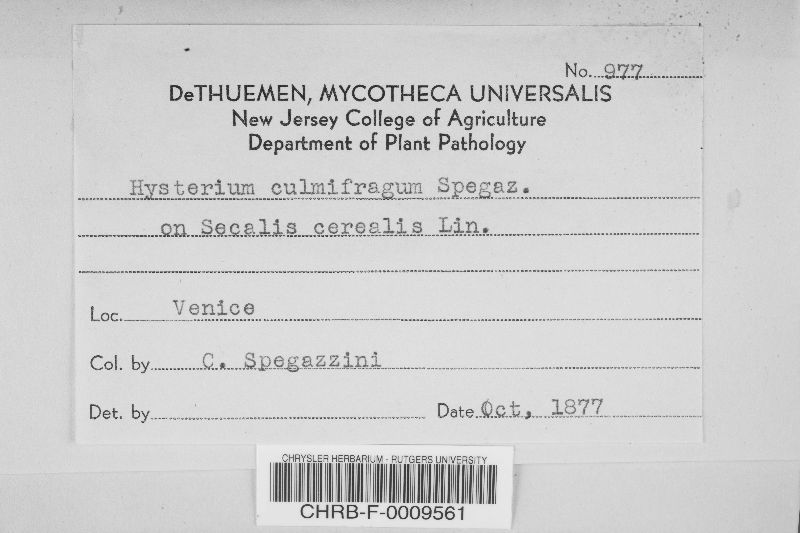 No. 977
DeTHUEMEN, MYCOTHECA UNIVERSALIS
New Jersey College of Agriculture
Department of Plant Pathology
Hysterium culmifragum Spegaz.
on Secalis cerealis Lin.
Loc. Venice
Col. by C. Spegazzini
Det. by
Date Oct, 1877
CHRYSLER HERBARIUM - RUTGERS UNIVERSITY
CHRB-F-0009561